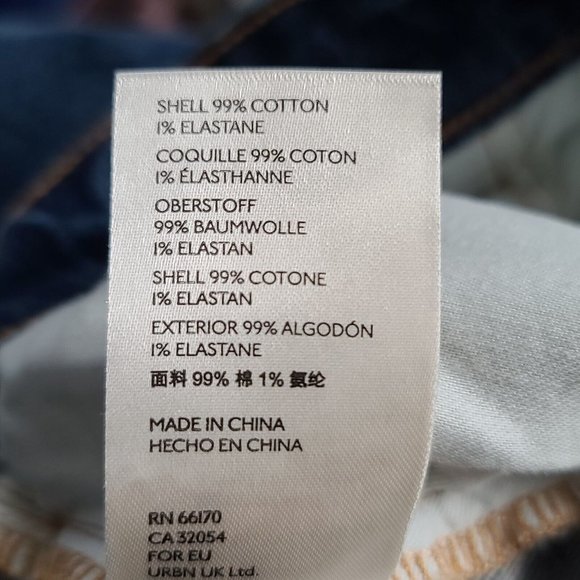 SHELL 99% COTTON
1% ELASTANE
COQUILLE 99% COTON
1% ÉLASTHANNE
OBERSTOFF
99% BAUMWOLLE
1% ELASTAN
SHELL 99% COTONE
1% ELASTAN
EXTERIOR 99% ALGODÓN
1% ELASTANE
面料 99% 棉 1% 氨纶
MADE IN CHINA
HECHO EN CHINA
RN 66170
CA 32054
FOR EU
URBN UK Ltd.